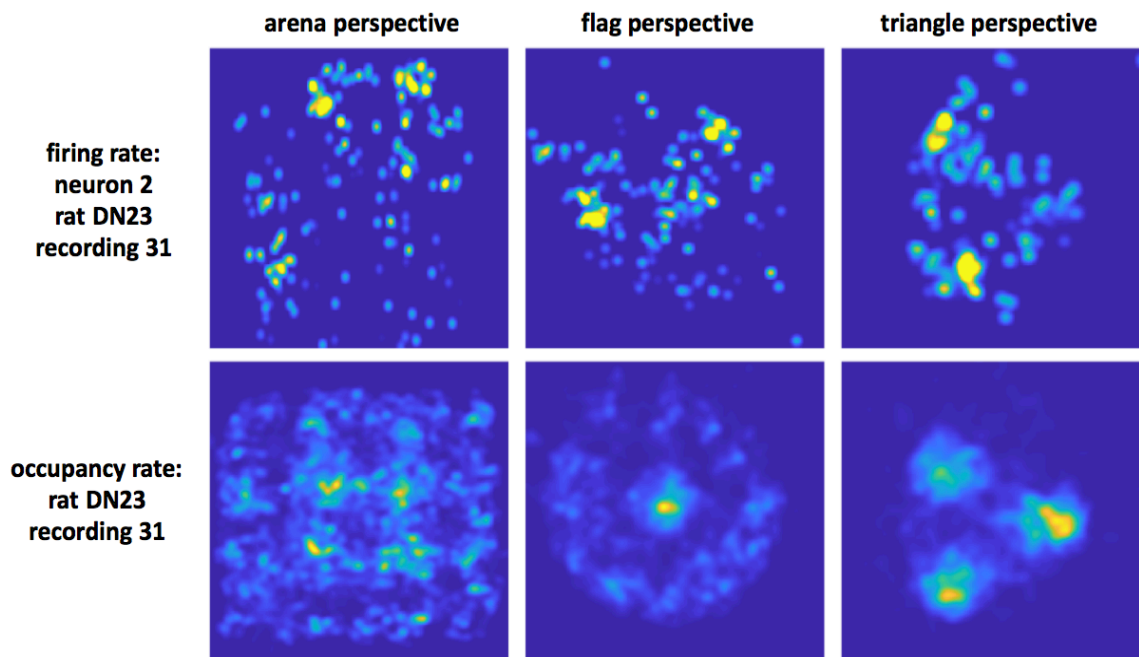 arena perspective
flag perspective
triangle perspective
firing rate:
neuron 2
rat DN23
recording 31
occupancy rate:
rat DN23
recording 31